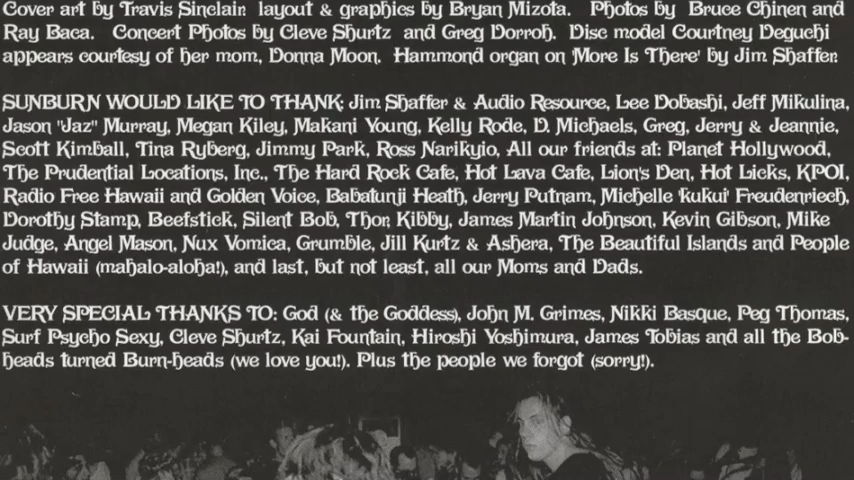 Cover art by Travis Sinclair layout & graphics by Bryan Mizota. Photos by Bruce Chinen and
Ray Baca. Concert Photos by Cleve Shurtz and Greg Dorroh. Disc model Courtney Deguchi
appears courtesy of her mom, Donna Moon. Hammond organ on 'More Is There' by Jim Shaffer.
SUNBURN WOULD LIKE TO THANK: Jim Shaffer & Audio Resource, Lee Dobashi, Jeff Mikulina,
Jason "Jaz" Murray, Megan Kiley, Makani Young, Kelly Rode, D. Michaels, Greg, Jerry & Jeannie,
Scott Kimball, Tina Ryberg, Jimmy Park, Ross Narikyio, All our friends at: Planet Hollywood,
The Prudential Locations, Inc., The Hard Rock Cafe, Hot Lava Cafe, Lion's Den, Hot Licks, KPOI,
Radio Free Hawaii and Golden Voice, Babatunji Heath, Jerry Putnam, Michelle 'kukui' Freudenriech,
Dorothy Stamp, Beefstick, Silent Bob, Thor, Kibby, James Martin Johnson, Kevin Gibson, Mike
Judge, Angel Mason, Nux Vomica, Grumble, Jill Kurtz & Ashera, The Beautiful Islands and People
of Hawaii (mahalo-aloha!), and last, but not least, all our Moms and Dads.
VERY SPECIAL THANKS TO: God (& the Goddess), John M. Grimes, Nikki Basque, Peg Thomas,
Surf Psycho Sexy, Cleve Shurtz, Kai Fountain, Hiroshi Yoshimura, James Tobias and all the Bob-
heads turned Burn-heads (we love you!). Plus the people we forgot (sorry!).